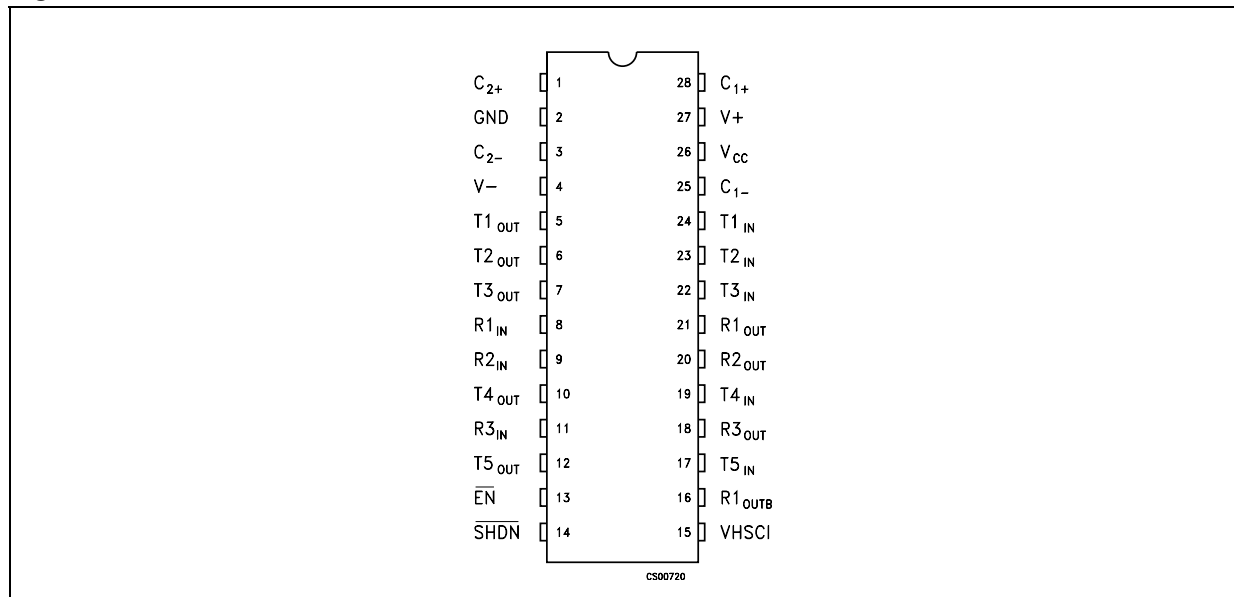 C2+ 1 28 C1+
GND 2 27 V+
C2- 3 26 VCC
V- 4 25 C1-
T1 OUT 5 24 T1 IN
T2 OUT 6 23 T2 IN
T3 OUT 7 22 T3 IN
R1IN 8 21 R1OUT
R2IN 9 20 R2OUT
T4 OUT 10 19 T4 IN
R3IN 11 18 R3OUT
T5 OUT 12 17 T5 IN
E̅N̅ 13 16 R1OUTB
S̅H̅D̅N̅ 14 15 VHSCI
CS00720